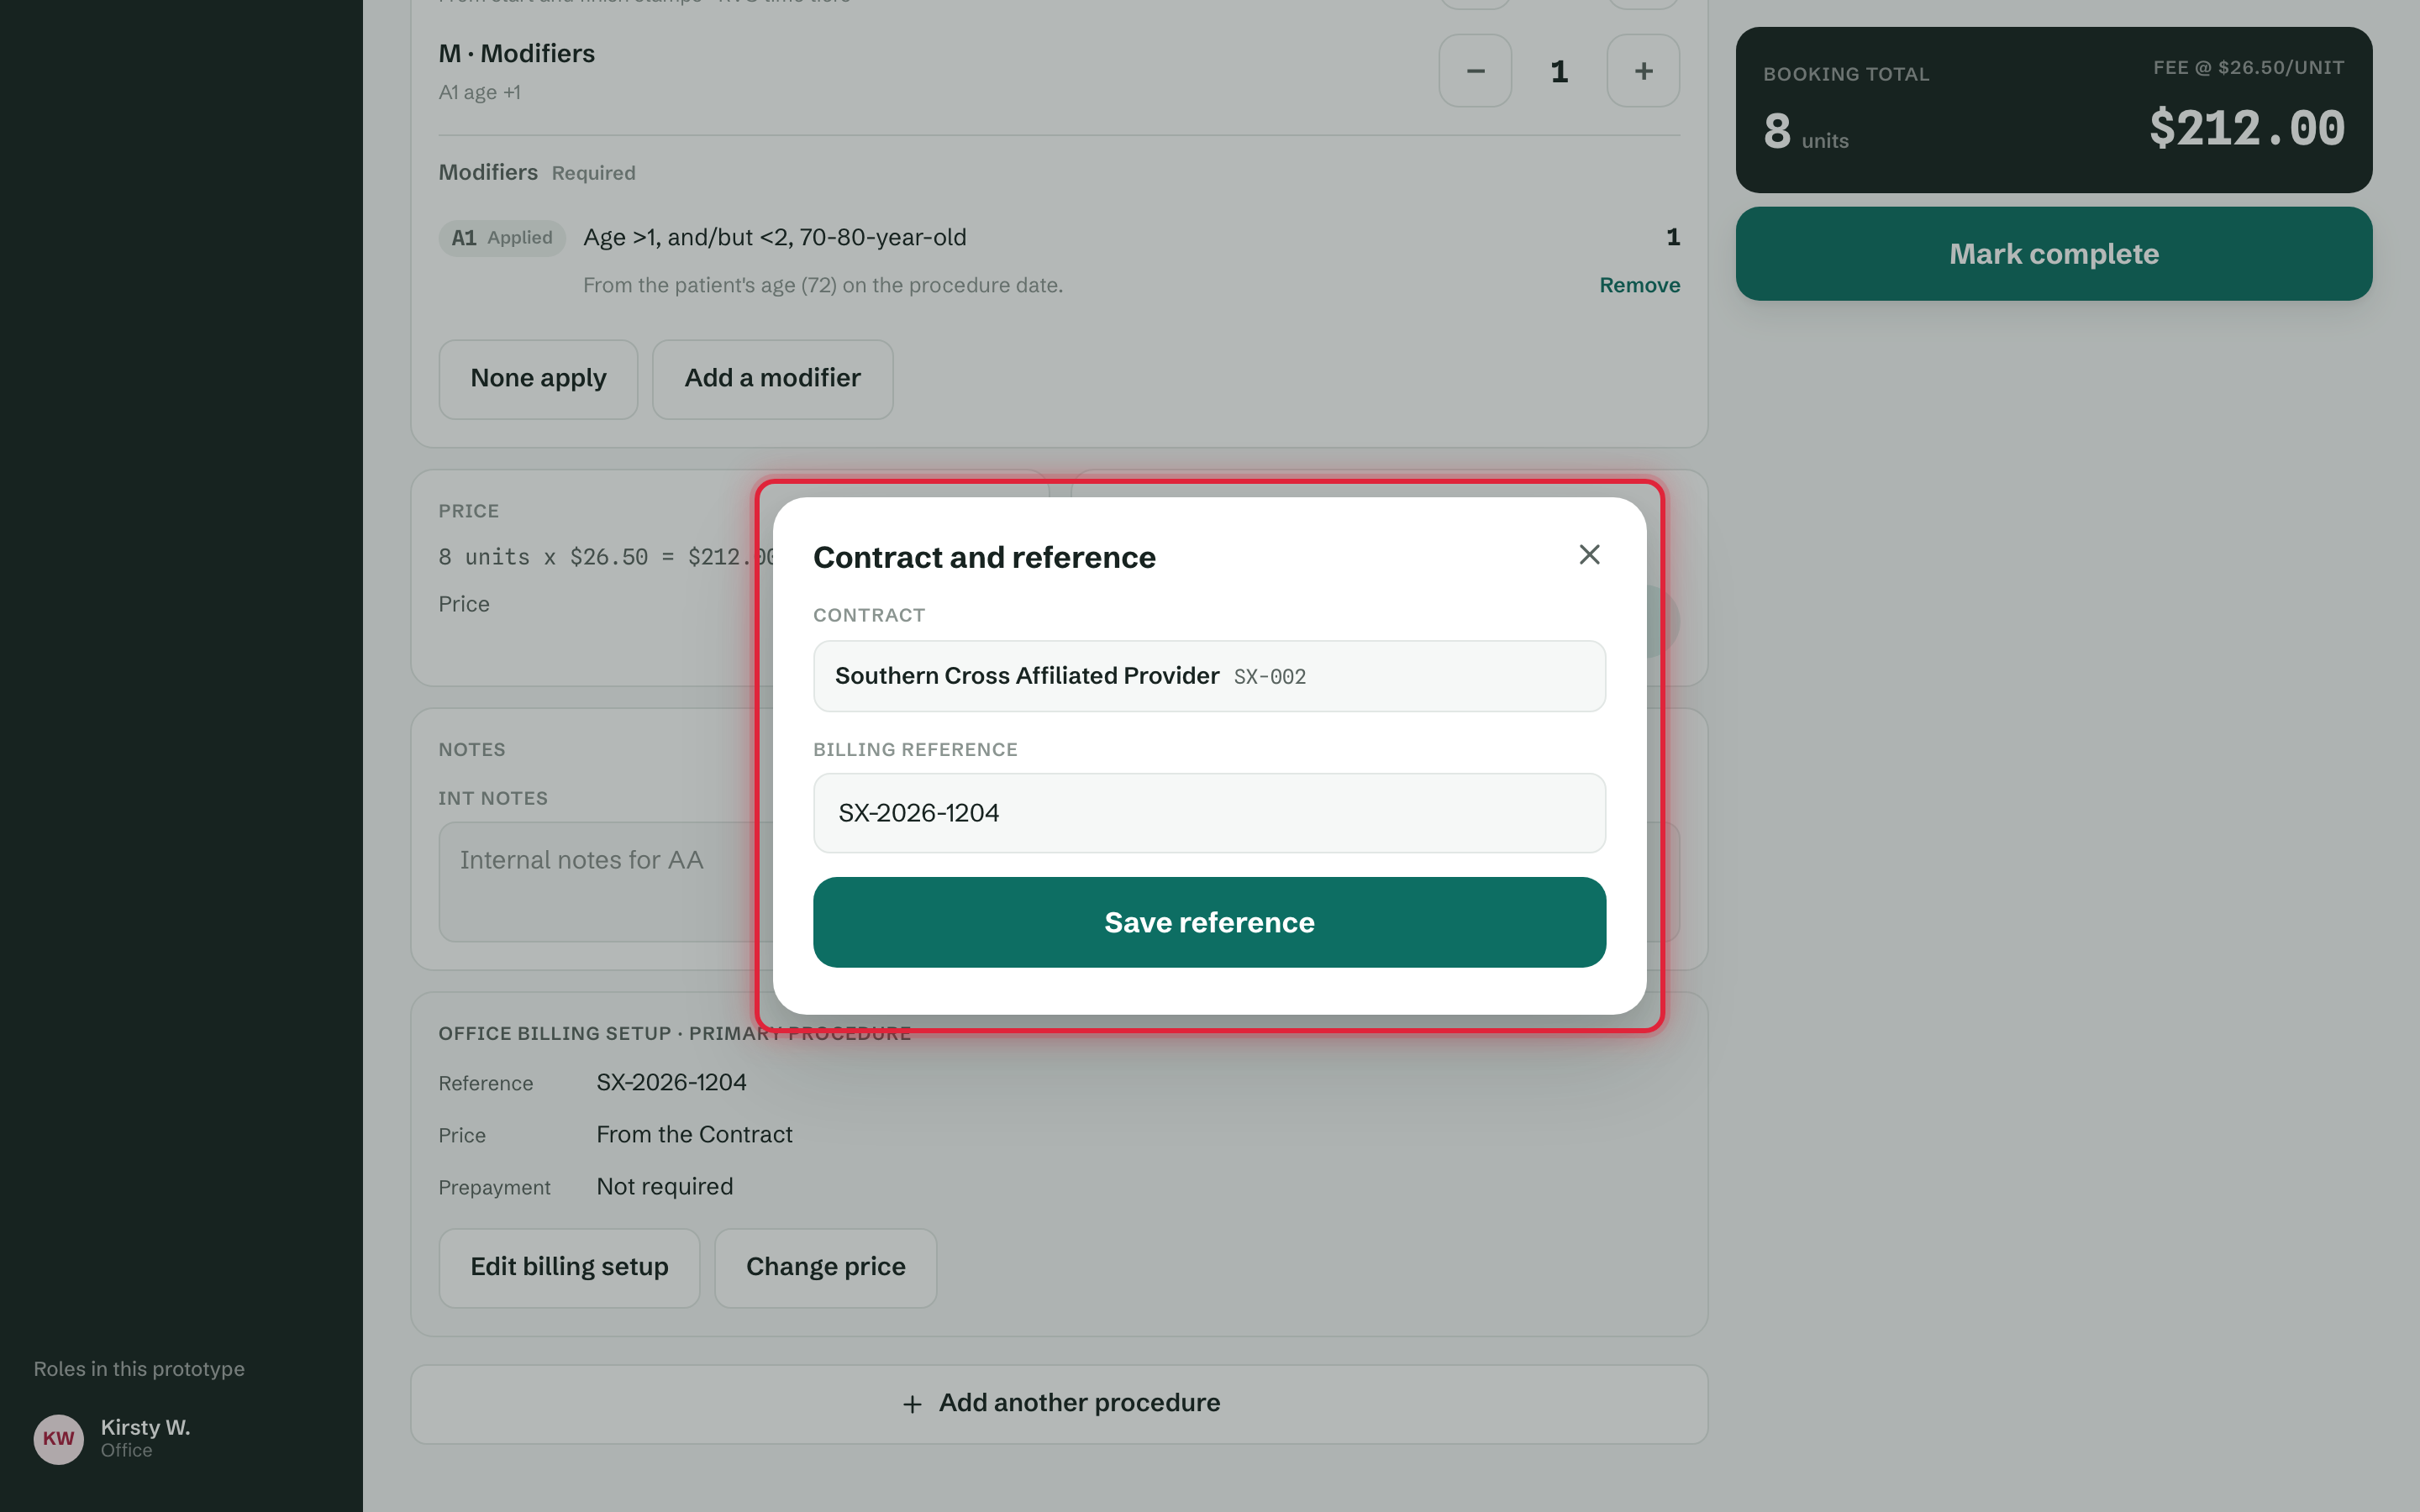 M · Modifiers
A1 age +1
− 1 +
Modifiers Required
A1 Applied Age >1, and/but <2, 70-80-year-old 1
From the patient's age (72) on the procedure date. Remove
None apply Add a modifier
BOOKING TOTAL FEE @ $26.50/UNIT
8 units $212.00
Mark complete
PRICE
8 units x $26.50 = $212.00
Price
NOTES
INT NOTES
Internal notes for AA
Contract and reference
CONTRACT
Southern Cross Affiliated Provider SX-002
BILLING REFERENCE
SX-2026-1204
Save reference
OFFICE BILLING SETUP · PRIMARY PROCEDURE
Reference SX-2026-1204
Price From the Contract
Prepayment Not required
Edit billing setup Change price
+ Add another procedure
Roles in this prototype
KW Kirsty W.
Office